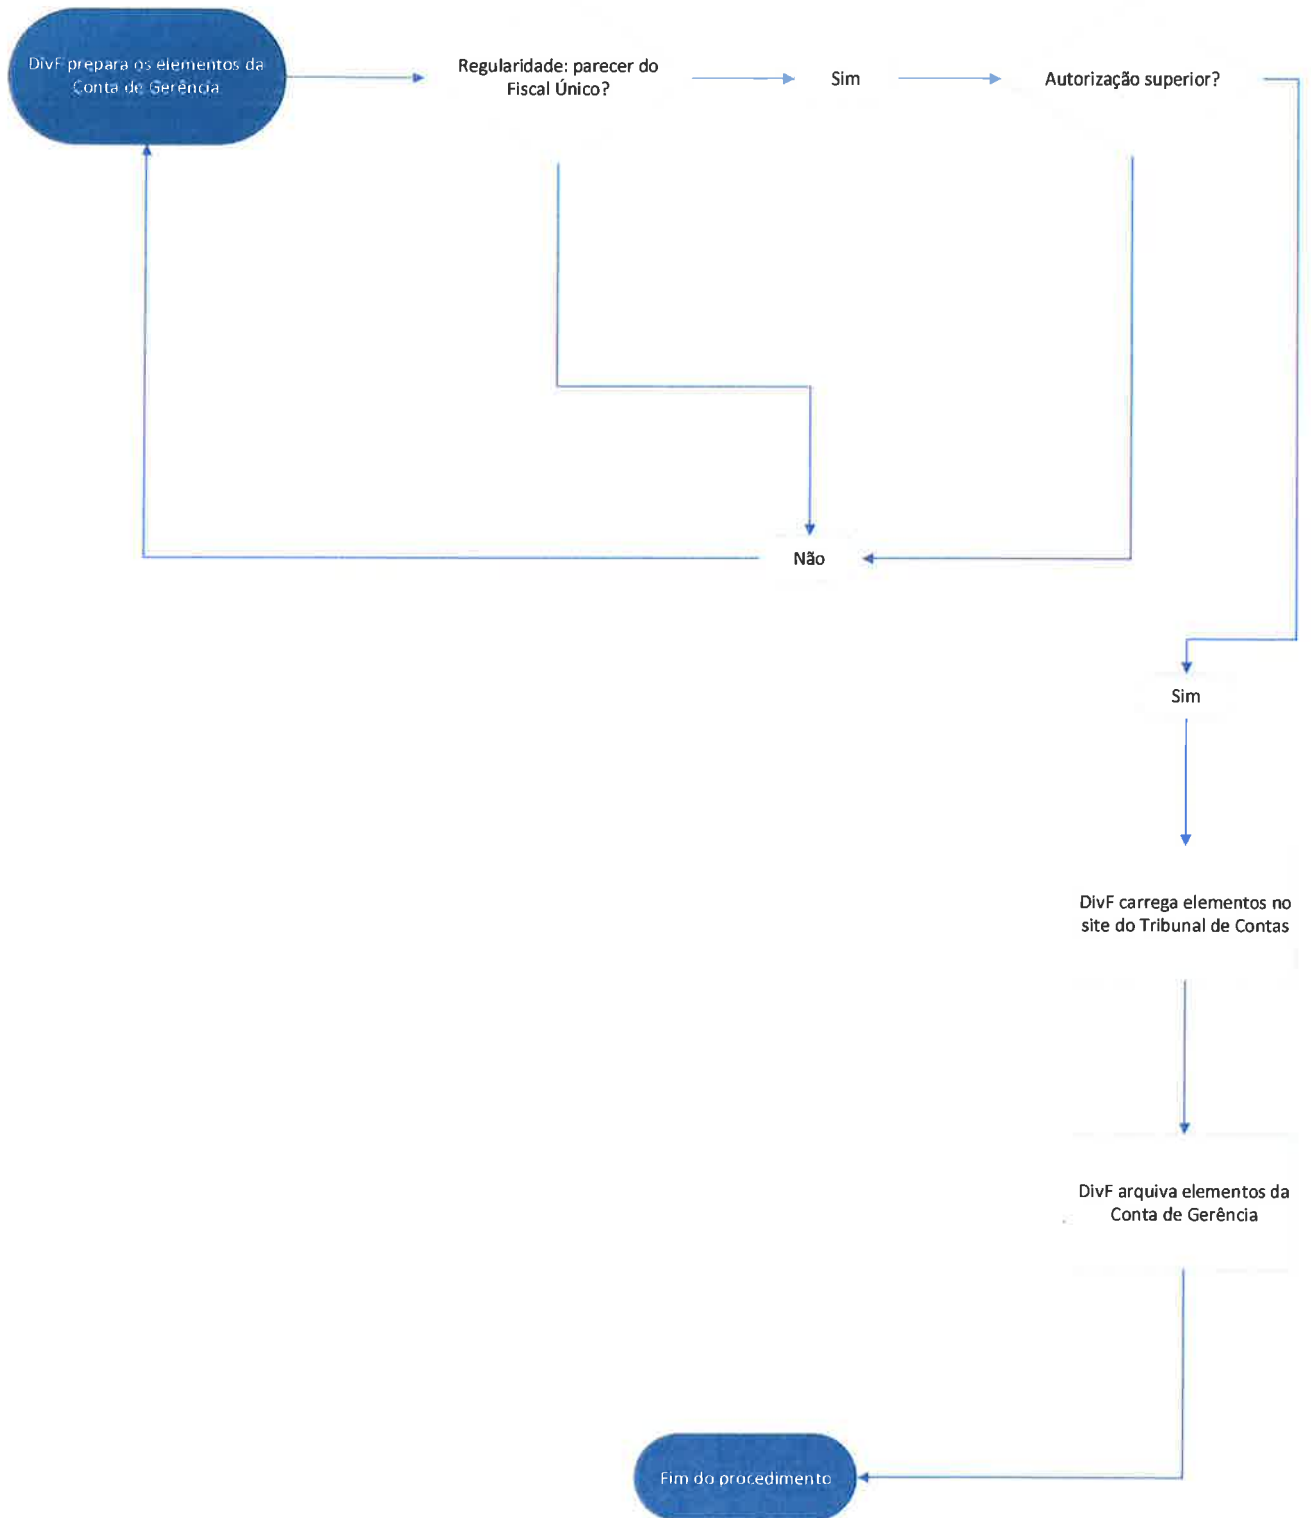 DivF prepara os elementos da
Conta de Gerência
Regularidade: parecer do
Fiscal Único?
Sim
Autorização superior?
Não
Sim
DivF carrega elementos no
site do Tribunal de Contas
DivF arquiva elementos da
Conta de Gerência
Fim do procedimento